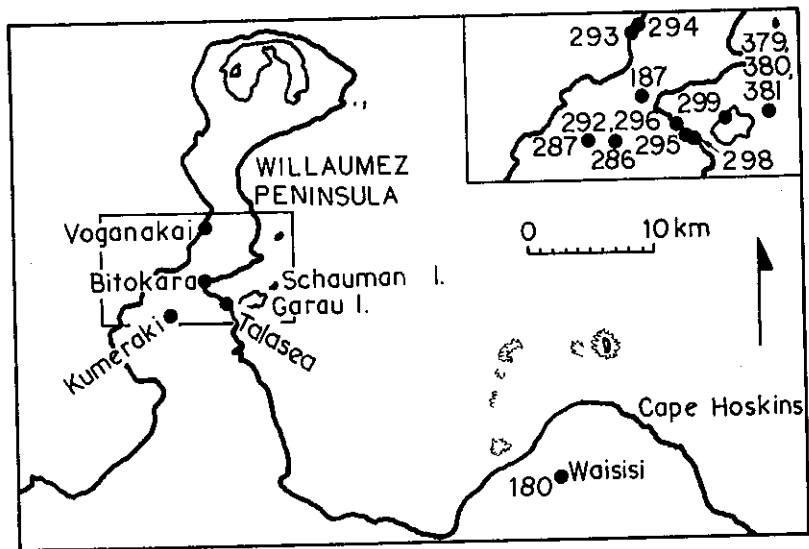 293
294
379,
380,
381
187
299
292,296
287
286
295
298
WILLAUMEZ
PENINSULA
0 10 km
Voganakai
Bitokara
Schauman I.
Garau I.
Talasea
Kumeraki
Cape Hoskins
180
Waisisi